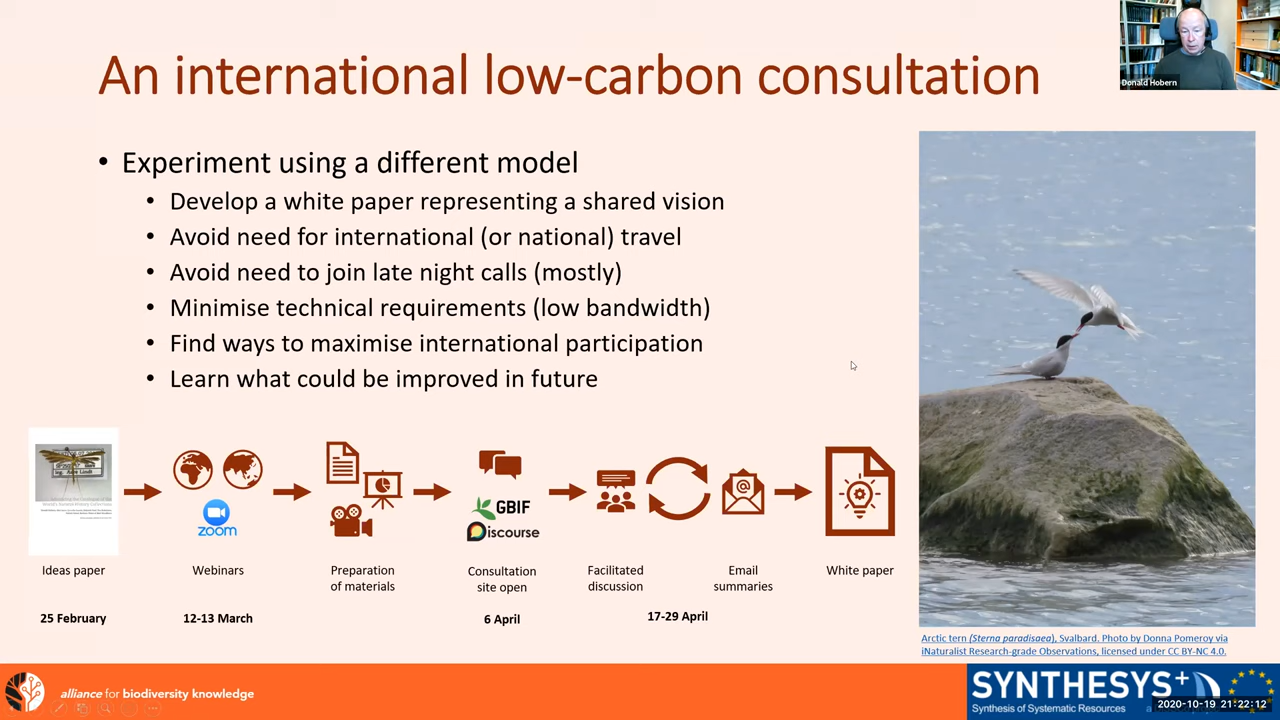 An international low-carbon consultation
Donald Hobern
• Experiment using a different model
• Develop a white paper representing a shared vision
• Avoid need for international (or national) travel
• Avoid need to join late night calls (mostly)
• Minimise technical requirements (low bandwidth)
• Find ways to maximise international participation
• Learn what could be improved in future
zoom
GBIF
Discourse
@
Ideas paper
Webinars
Preparation
of materials
Consultation
site open
Facilitated
discussion
Email
summaries
White paper
25 February
12-13 March
6 April
17-29 April
Arctic tern (Sterna paradisaea), Svalbard. Photo by Donna Pomeroy via
iNaturalist Research-grade Observations, licensed under CC BY-NC 4.0.
alliance for biodiversity knowledge
SYNTHESYS+
Synthesis of Systematic Resources
2020-10-19 21:22:12